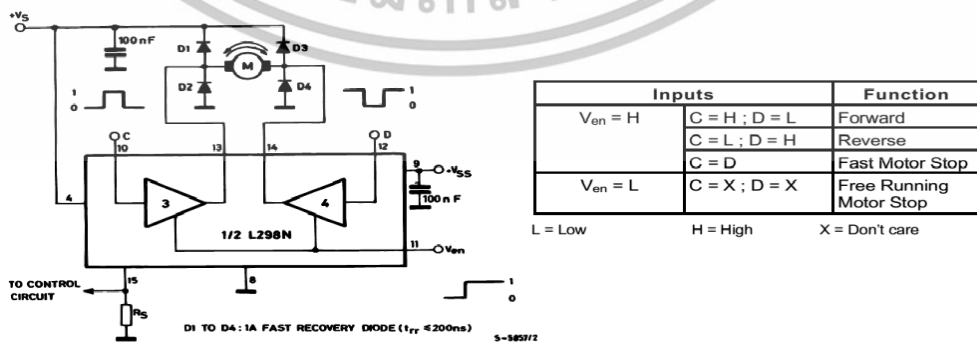 +VS
100nF
D1
D3
M
D2
D4
1
0
1
0
C
D
10
13
14
12
9
+VSS
100nF
4
3
4
1/2 L298N
11
Ven
15
8
TO CONTROL
CIRCUIT
RS
1
0
D1 TO D4 : 1A FAST RECOVERY DIODE (trr ≤200ns)
S-5857/2
Inputs Function
Ven = H C = H ; D = L Forward
C = L ; D = H Reverse
C = D Fast Motor Stop
Ven = L C = X ; D = X Free Running
Motor Stop
L = Low H = High X = Don't care